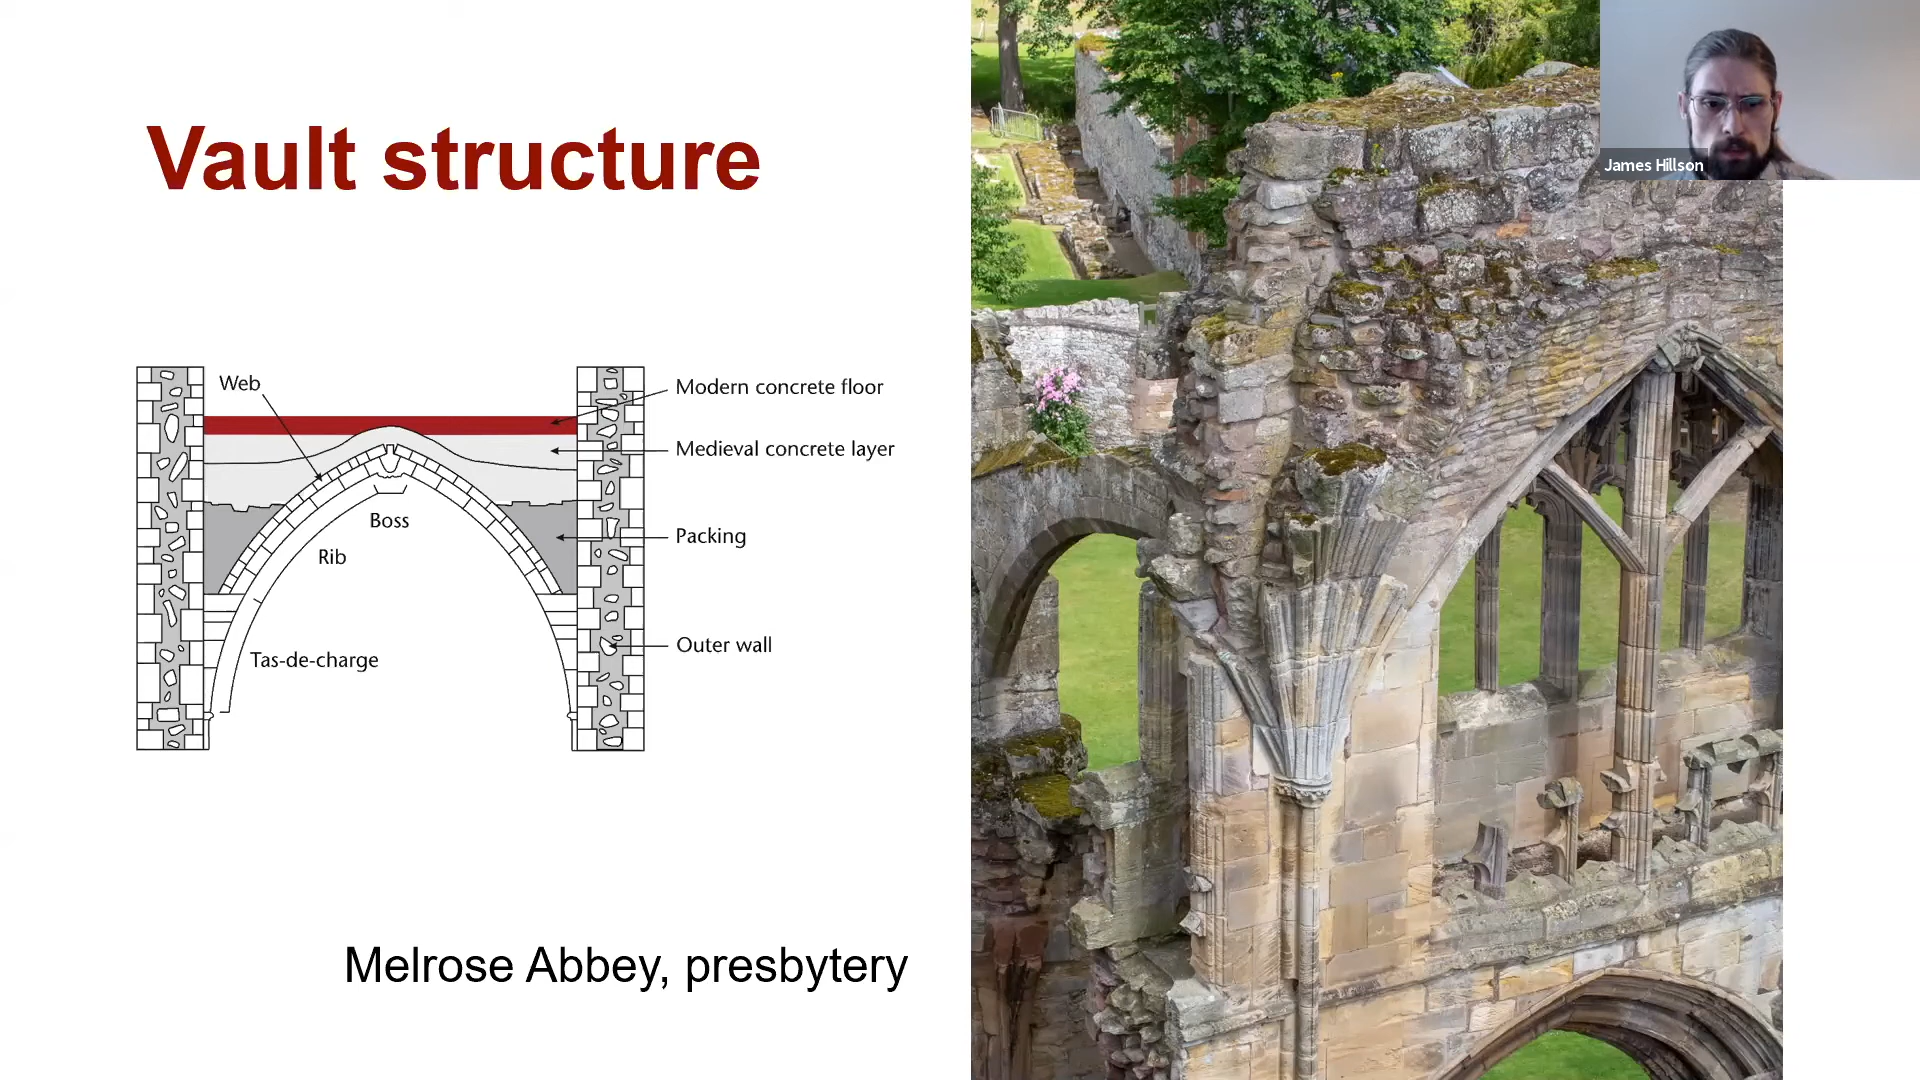 Vault structure
Web
Modern concrete floor
Medieval concrete layer
Boss
Packing
Rib
Outer wall
Tas-de-charge
Melrose Abbey, presbytery
James Hillson